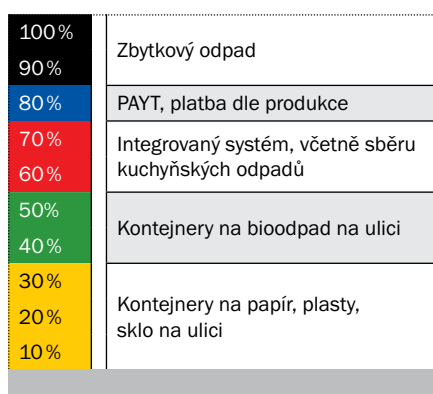 100%
90%
Zbytkový odpad
80%
PAYT, platba dle produkce
70%
60%
Integrovaný systém, včetně sběru
kuchyňských odpadů
50%
40%
Kontejnery na bioodpad na ulici
30%
20%
10%
Kontejnery na papír, plasty,
sklo na ulici